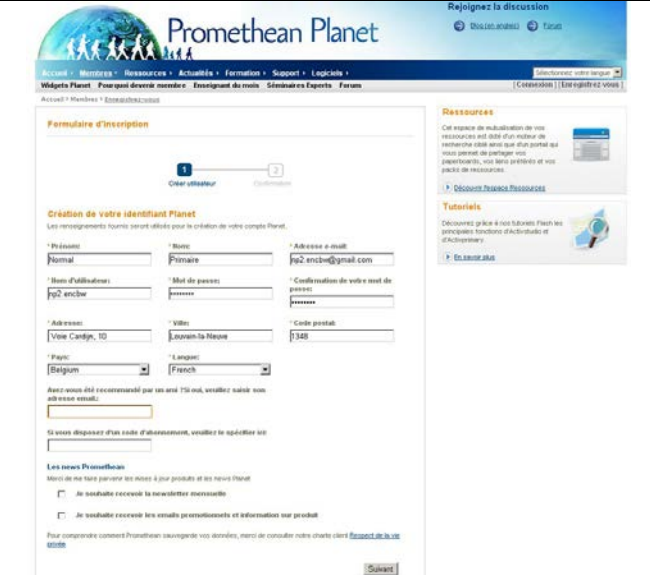 Rejoignez la discussion
Promethean Planet
Blog (en anglais) Forum
Accueil Membres Ressources Actualités Formation Support Logiciels
Sélectionnez votre langue
Widgets Planet Pourquoi devenir membre Enseignant du mois Séminaires Experts Forum
[Connexion] [Enregistrez vous]
Accueil > Membres > Enregistrez-vous
Formulaire d'inscription
1 2
Créer utilisateur Confirmation
Création de votre identifiant Planet
Les renseignements fournis seront utilisés pour la création de votre compte Planet.
* Prénom: * Nom: * Adresse e-mail:
Normal Primaire np2.encbw@gmail.com
* Nom d'utilisateur: * Mot de passe: * Confirmation de votre mot de passe:
np2.encbw •••••••• ••••••••
* Adresse: * Ville: * Code postal:
Voie Cardijn, 10 Louvain-la-Neuve 1348
* Pays: * Langue:
Belgium French
Avez-vous été recommandé par un ami ?Si oui, veuillez saisir son
adresse email.:
Si vous disposez d'un code d'abonnement, veuillez le spécifier ici:
Les news Promethean
Merci de me faire parvenir les mises à jour produits et les news Planet
Je souhaite recevoir la newsletter mensuelle
Je souhaite recevoir les emails promotionnels et information sur produit
Pour comprendre comment Promethean sauvegarde vos données, merci de consulter notre charte client Respect de la vie
privée
Suivant
Ressources
Cet espace de mutualisation de vos
ressources est doté d'un moteur de
recherche ciblé ainsi que d'un portail qui
vous permet de partager vos
paperboards, vos liens préférés et vos
packs de ressources.
Découvrir l'espace Ressources
Tutoriels
Découvrez grâce à nos tutoriels Flash les
principales fonctions d'Activstudio et
d'Activprimary.
En savoir plus